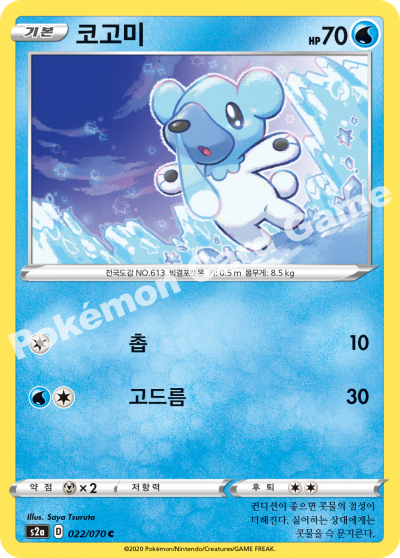 기본 코고미 HP 70
전국도감 NO.613 빙결포켓몬 키: 0.5 m 몸무게: 8.5 kg
Pokémon Card Game
촙 10
고드름 30
약점 ×2 저항력 후퇴
컨디션이 좋으면 콧물의 점성이
더해진다. 싫어하는 상대에게는
콧물을 슥 문지른다.
Illus. Saya Tsuruta
s2a D 022/070 C
©2020 Pokémon/Nintendo/Creatures/GAME FREAK.